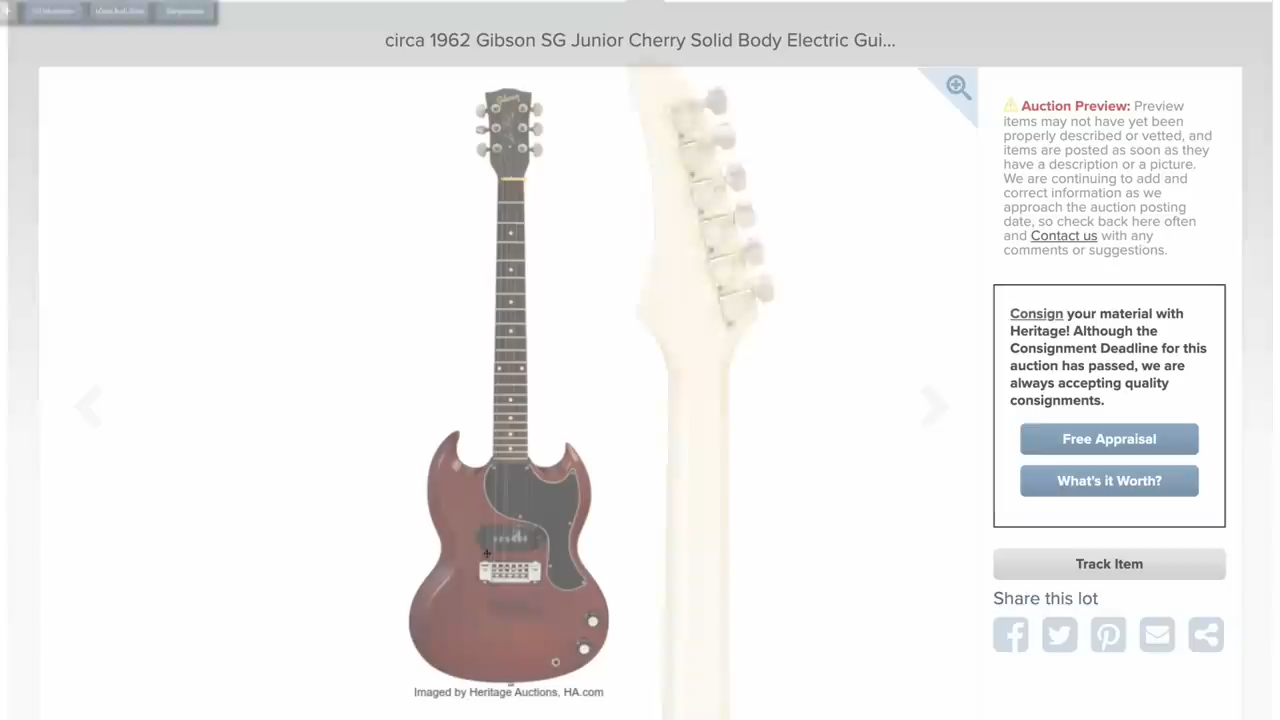 circa 1962 Gibson SG Junior Cherry Solid Body Electric Gui...
Auction Preview: Preview
items may not have yet been
properly described or vetted, and
items are posted as soon as they
have a description or a picture.
We are continuing to add and
correct information as we
approach the auction posting
date, so check back here often
and Contact us with any
comments or suggestions.
Consign your material with
Heritage! Although the
Consignment Deadline for this
auction has passed, we are
always accepting quality
consignments.
Free Appraisal
What's it Worth?
Track Item
Share this lot
Gibson
Imaged by Heritage Auctions, HA.com